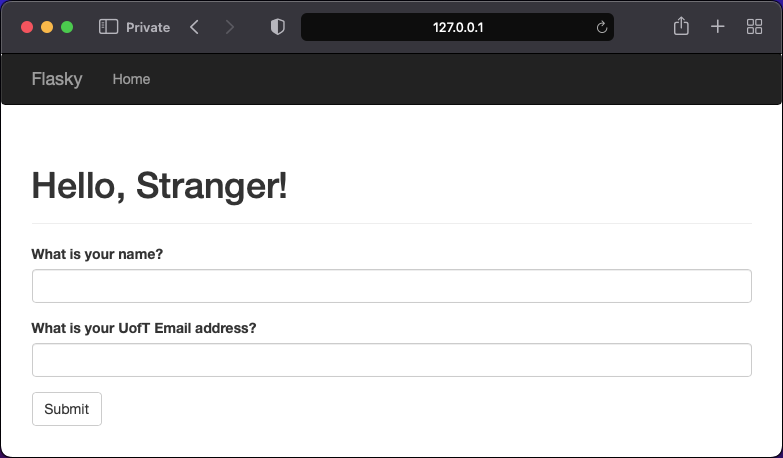 Private
127.0.0.1
Flasky Home
Hello, Stranger!
What is your name?
What is your UofT Email address?
Submit